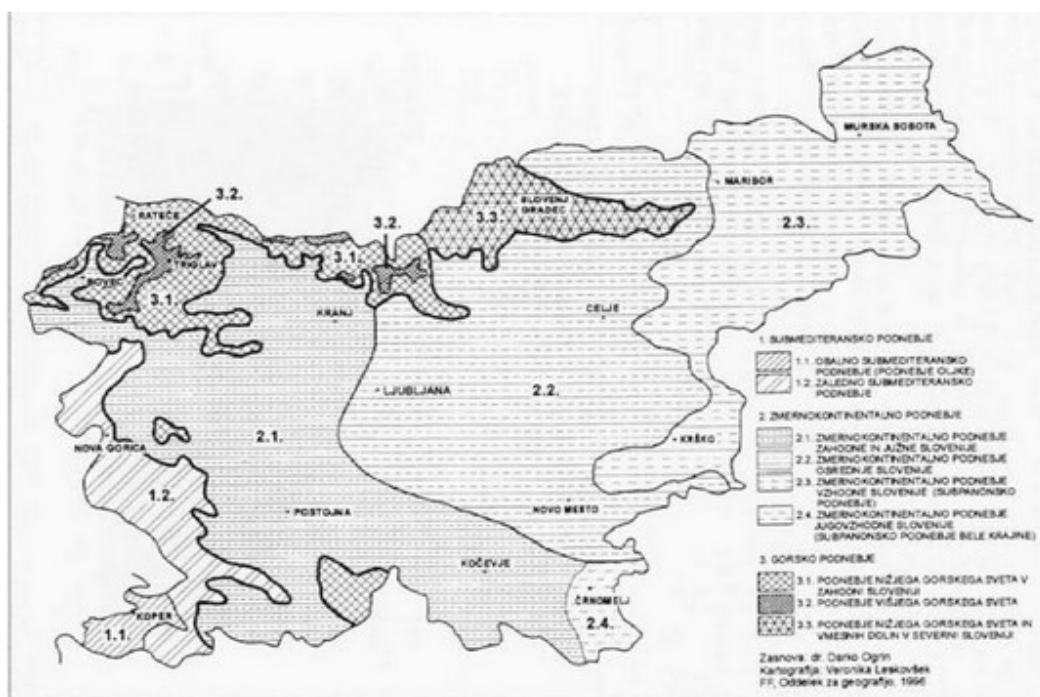 3.2.
RATEČE
3.1.
BOVEC
3.1.
3.2.
3.3.
SLOVENJ
GRADEC
MURSKA SOBOTA
MARIBOR
2.3.
KRANJ
CELJE
LJUBLJANA
2.2.
2.1.
NOVA GORICA
KRŠKO
1.2.
POSTOJNA
NOVO MESTO
KOČEVJE
KOPER
1.1.
ČRNOMELJ
2.4.
1. SUBMEDITERANSKO PODNEBJE
1.1. OBALNO SUBMEDITERANSKO
PODNEBJE (PODNEBJE OLJKE)
1.2. ZALEDNO SUBMEDITERANSKO
PODNEBJE
2. ZMERNOKONTINENTALNO PODNEBJE
2.1. ZMERNOKONTINENTALNO PODNEBJE
ZAHODNE IN JUŽNE SLOVENIJE
2.2. ZMERNOKONTINENTALNO PODNEBJE
OSREDNJE SLOVENIJE
2.3. ZMERNOKONTINENTALNO PODNEBJE
VZHODNE SLOVENIJE (SUBPANONSKO
PODNEBJE)
2.4. ZMERNOKONTINENTALNO PODNEBJE
JUGOVZHODNE SLOVENIJE
(SUBPANONSKO PODNEBJE BELE KRAJINE)
3. GORSKO PODNEBJE
3.1. PODNEBJE NIŽJEGA GORSKEGA SVETA V
ZAHODNI SLOVENIJI
3.2. PODNEBJE VIŠJEGA GORSKEGA SVETA
3.3. PODNEBJE NIŽJEGA GORSKEGA SVETA IN
VMESNIH DOLIN V SEVERNI SLOVENIJI
Zasnova: dr. Darko Ogrin
Kartografija: Veronika Leskovšek
FF, Oddelek za geografijo, 1996